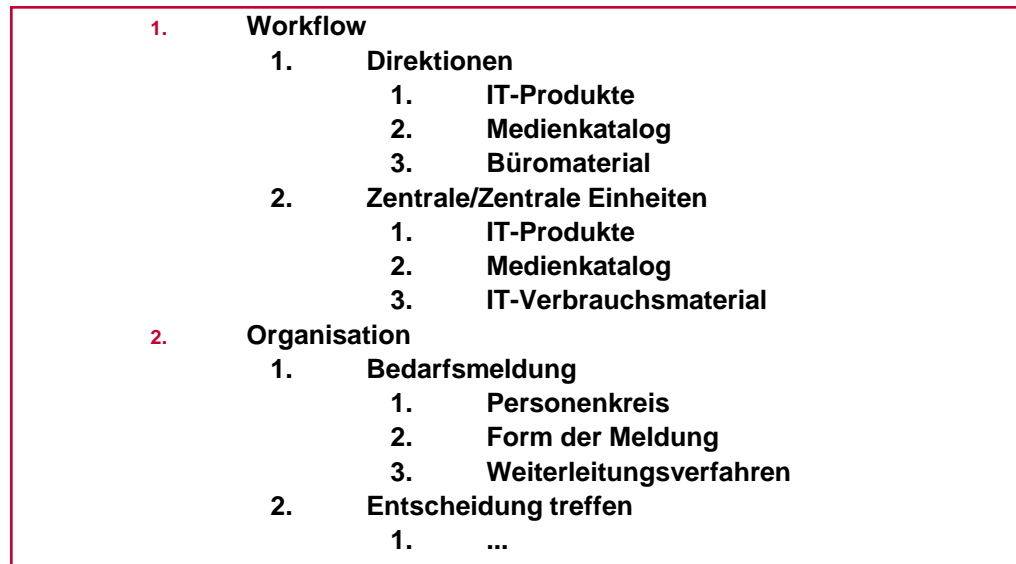 1. Workflow
1. Direktionen
1. IT-Produkte
2. Medienkatalog
3. Büromaterial
2. Zentrale/Zentrale Einheiten
1. IT-Produkte
2. Medienkatalog
3. IT-Verbrauchsmaterial
2. Organisation
1. Bedarfsmeldung
1. Personenkreis
2. Form der Meldung
3. Weiterleitungsverfahren
2. Entscheidung treffen
1. ...